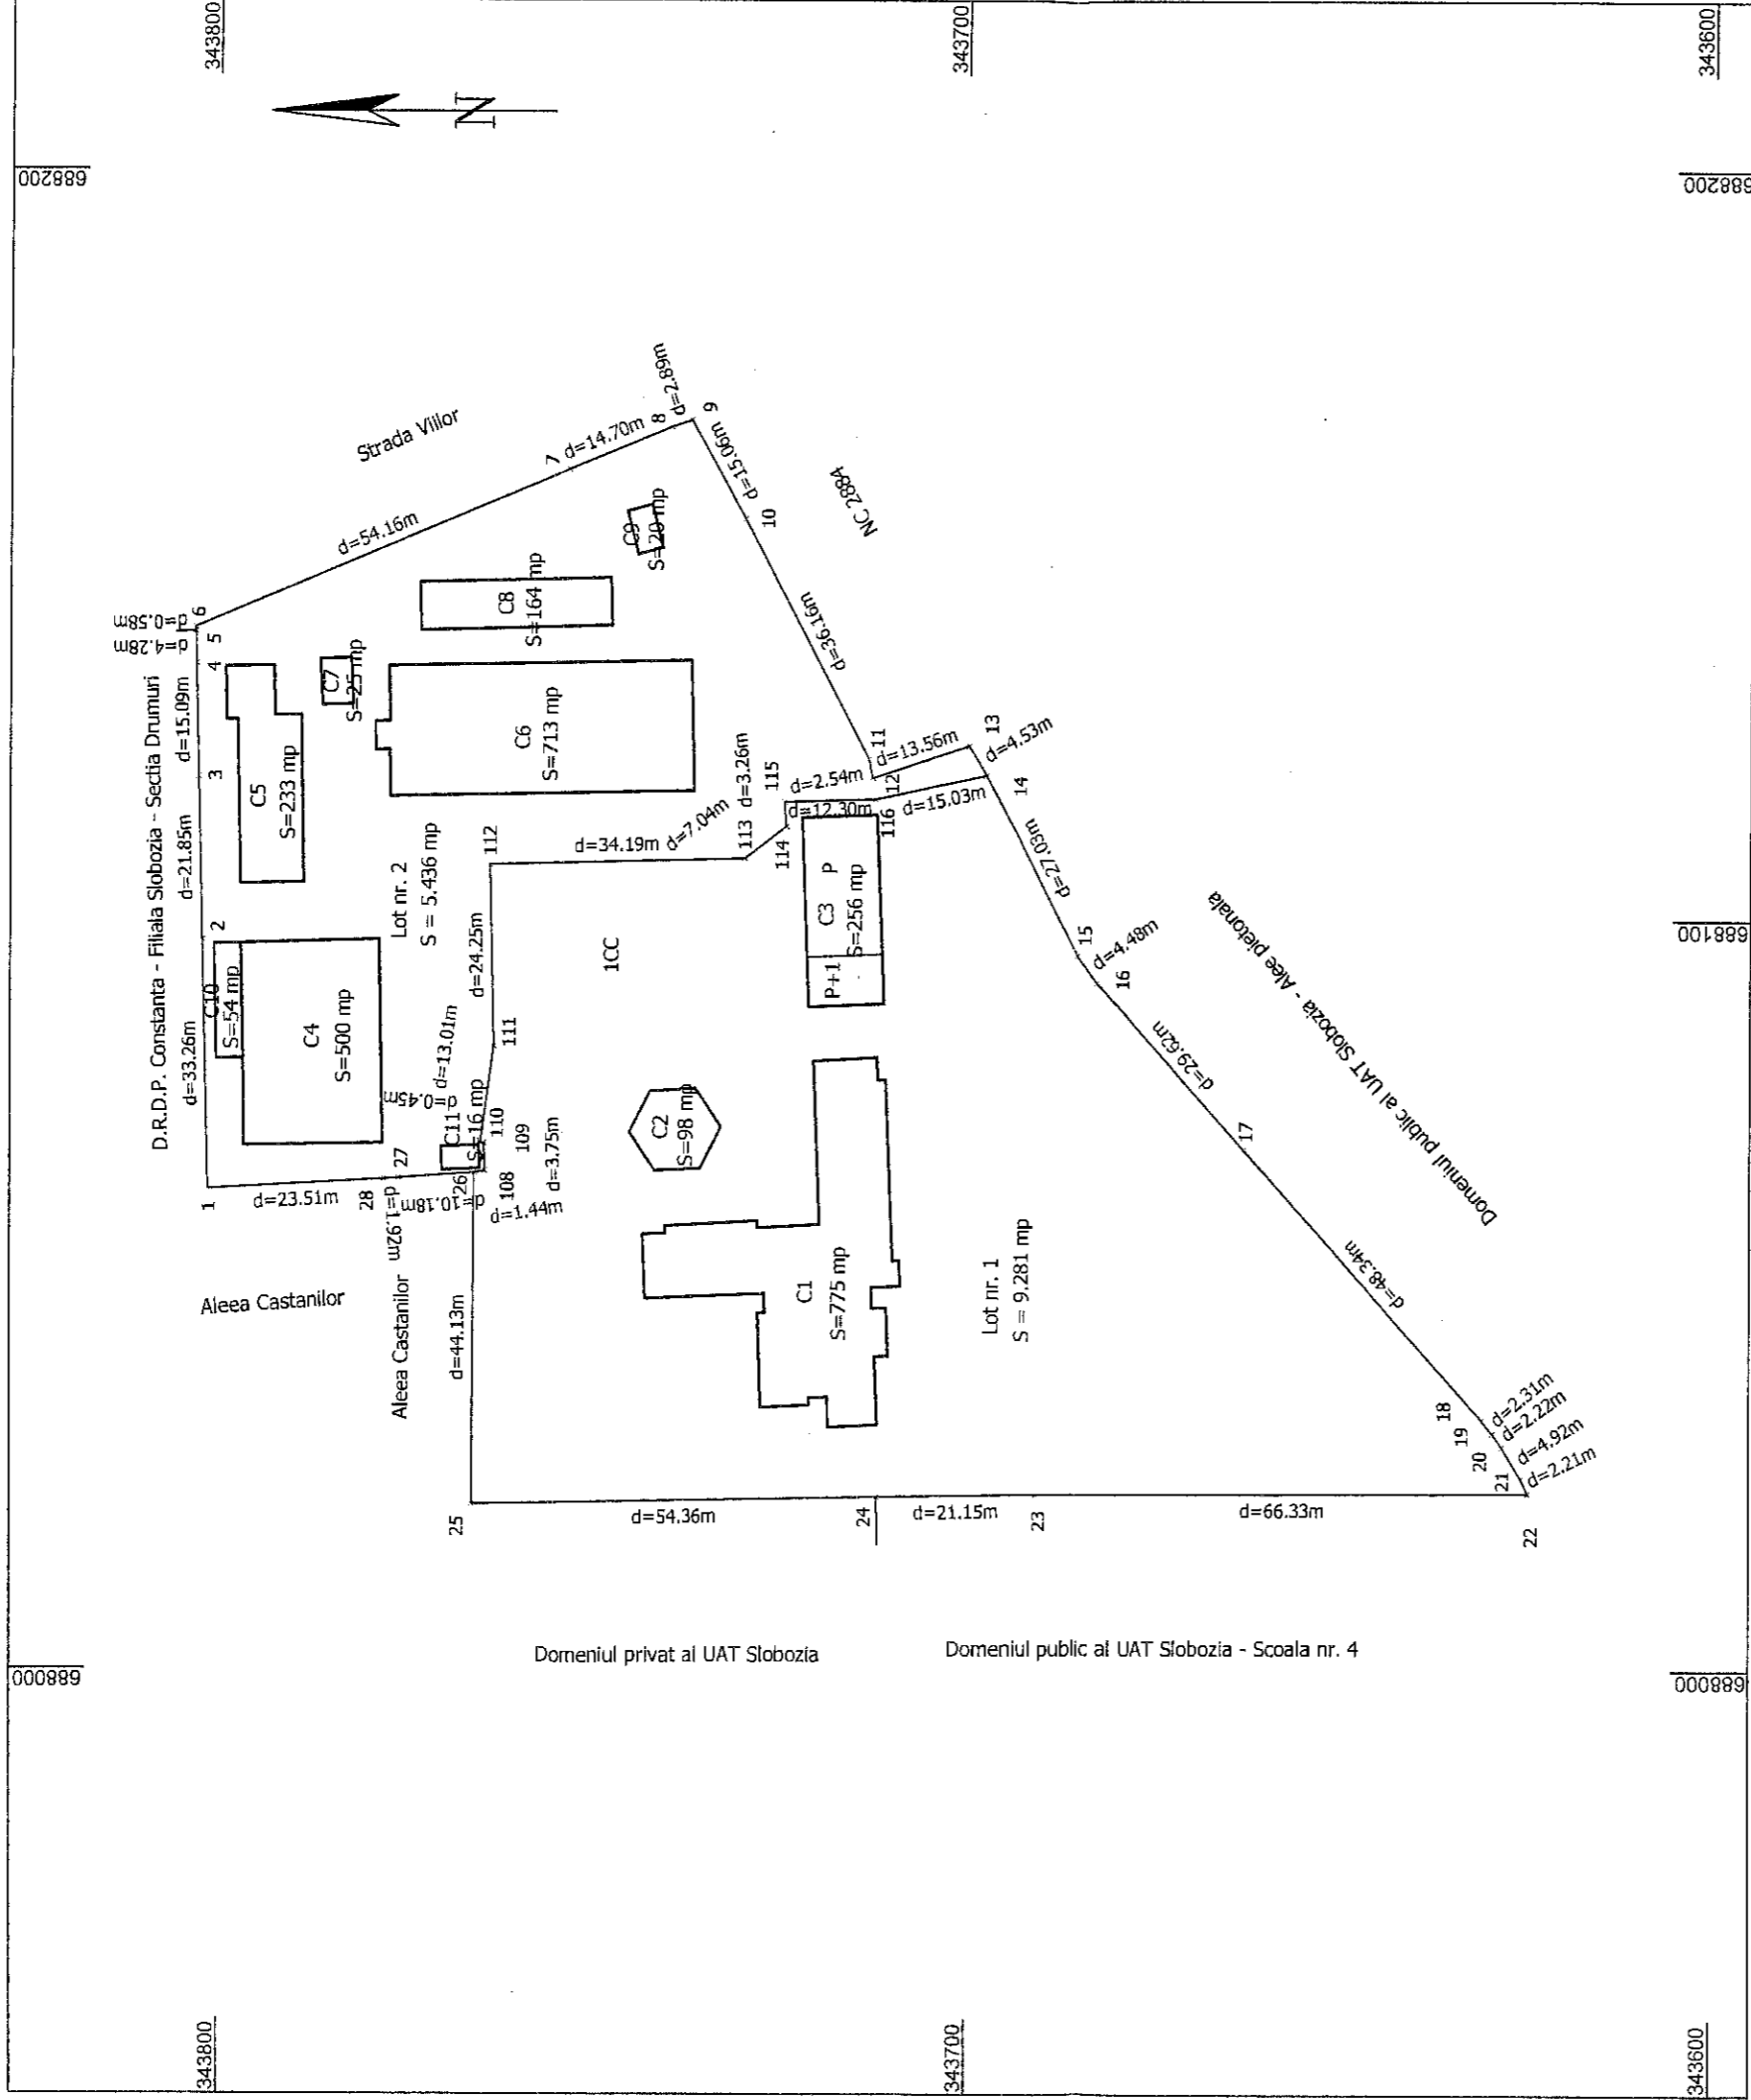 343800
343700
343600
688200
688200
N
Strada Viilor
D.R.D.P. Constanta - Filiala Slobozia - Sectia Drumuri
d=0.58m
d=4.28m
d=15.09m
d=21.85m
d=33.26m
1
2
3
4
5
6
d=54.16m
7
d=14.70m
8
d=2.89m
9
d=15.06m
10
NC 2884
d=36.16m
11
d=2.54m
12
d=13.56m
13
d=4.53m
14
C5
S=233 mp
C7
S=25 mp
C8
S=164 mp
C9
S=20 mp
C6
S=713 mp
C10
S=54 mp
C4
S=500 mp
Lot nr. 2
S = 5.436 mp
C11
S=16 mp
d=23.51m
28
d=1.92m
27
d=10.18m
26
108
d=1.44m
109
d=3.75m
110
d=0.45m
d=13.01m
111
d=24.25m
112
d=34.19m
113
d=7.04m
114
d=3.26m
115
d=12.30m
116
d=15.03m
1CC
C3
P
P+1
S=256 mp
C2
S=98 mp
C1
S=775 mp
Lot nr. 1
S = 9.281 mp
Aleea Castanilor
Aleea Castanilor
d=44.13m
25
d=54.36m
24
d=21.15m
23
d=66.33m
22
d=27.03m
15
d=4.48m
16
d=29.62m
17
d=48.34m
18
d=2.31m
19
d=2.22m
20
d=4.92m
21
d=2.21m
Domeniul public al UAT Slobozia - Alee pietonala
Domeniul privat al UAT Slobozia
Domeniul public al UAT Slobozia - Scoala nr. 4
688100
688000
688000
343800
343700
343600